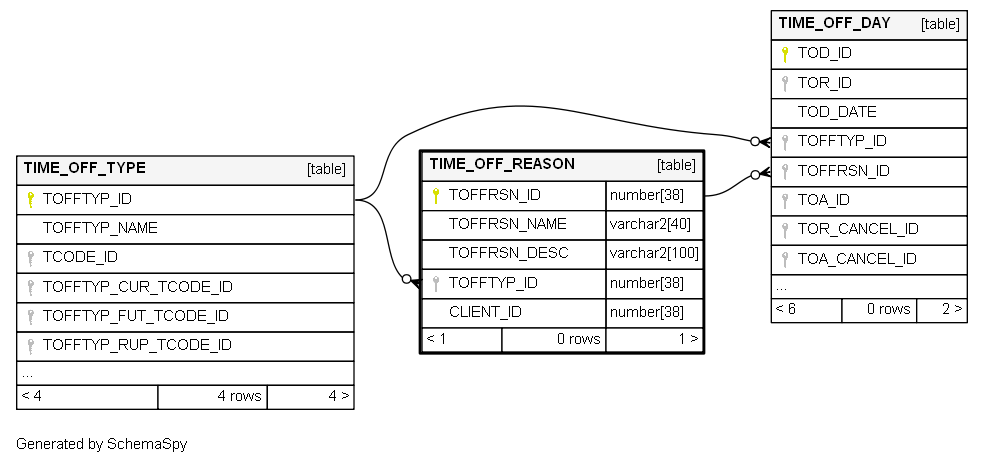 TIME_OFF_DAY [table]
TOD_ID
TOR_ID
TOD_DATE
TOFFTYP_ID
TOFFRSN_ID
TOA_ID
TOR_CANCEL_ID
TOA_CANCEL_ID
...
< 6 0 rows 2 >
TIME_OFF_REASON [table]
TOFFRSN_ID number[38]
TOFFRSN_NAME varchar2[40]
TOFFRSN_DESC varchar2[100]
TOFFTYP_ID number[38]
CLIENT_ID number[38]
< 1 0 rows 1 >
TIME_OFF_TYPE [table]
TOFFTYP_ID
TOFFTYP_NAME
TCODE_ID
TOFFTYP_CUR_TCODE_ID
TOFFTYP_FUT_TCODE_ID
TOFFTYP_RUP_TCODE_ID
...
< 4 4 rows 4 >
Generated by SchemaSpy